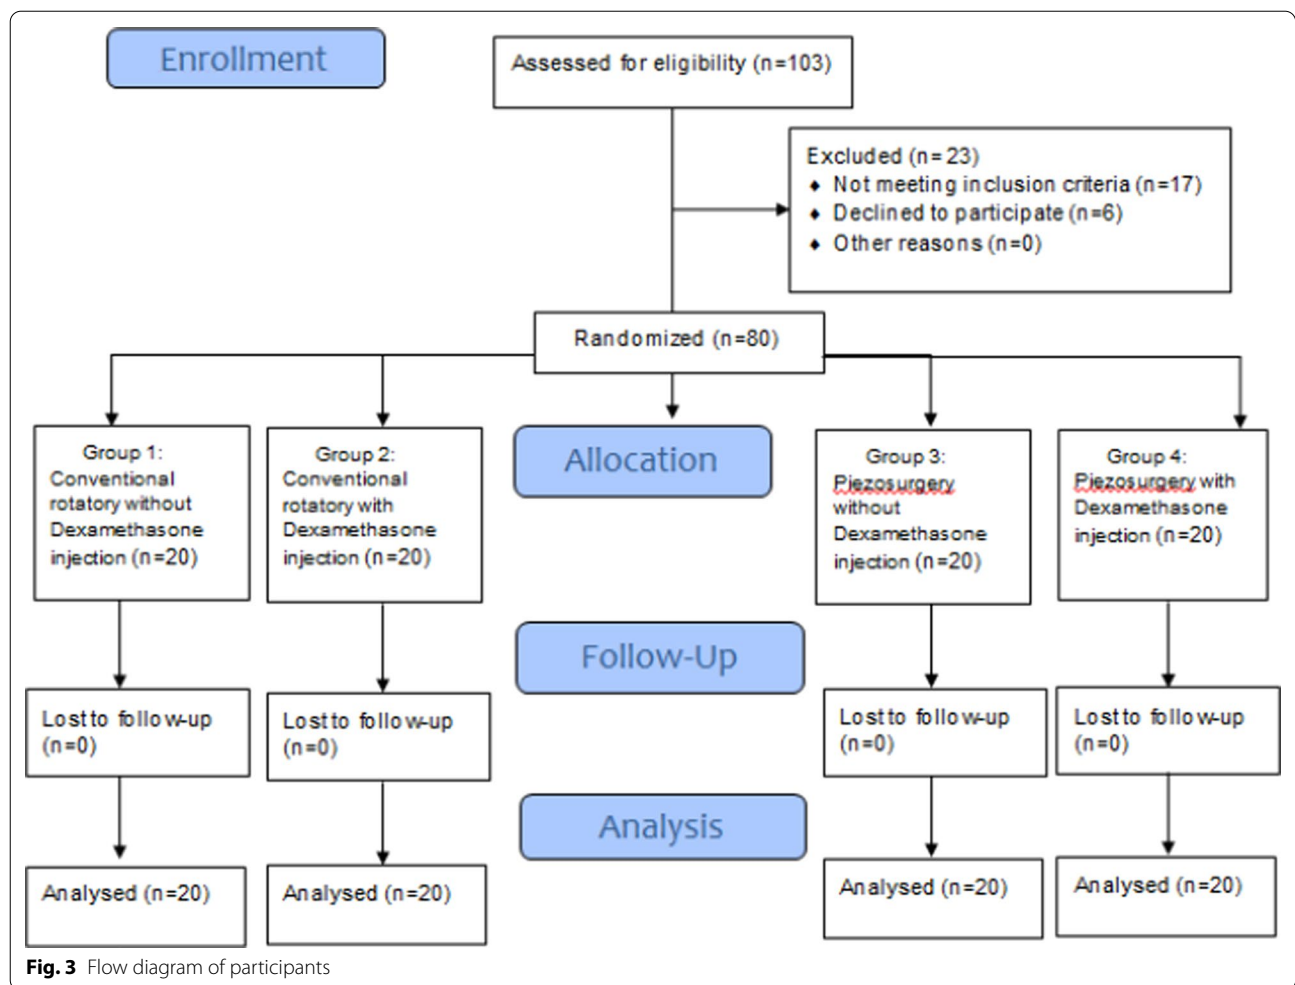 Enrollment
Assessed for eligibility (n=103)
Excluded (n=23)
♦ Not meeting inclusion criteria (n=17)
♦ Declined to participate (n=6)
♦ Other reasons (n=0)
Randomized (n=80)
Allocation
Group 1:
Conventional
rotatory without
Dexamethasone
injection (n=20)
Group 2:
Conventional
rotatory with
Dexamethasone
injection (n=20)
Group 3:
Piezosurgery
without
Dexamethasone
injection (n=20)
Group 4:
Piezosurgery with
Dexamethasone
injection (n=20)
Follow-Up
Lost to follow-up
(n=0)
Lost to follow-up
(n=0)
Lost to follow-up
(n=0)
Lost to follow-up
(n=0)
Analysis
Analysed (n=20)
Analysed (n=20)
Analysed (n=20)
Analysed (n=20)
Fig. 3 Flow diagram of participants